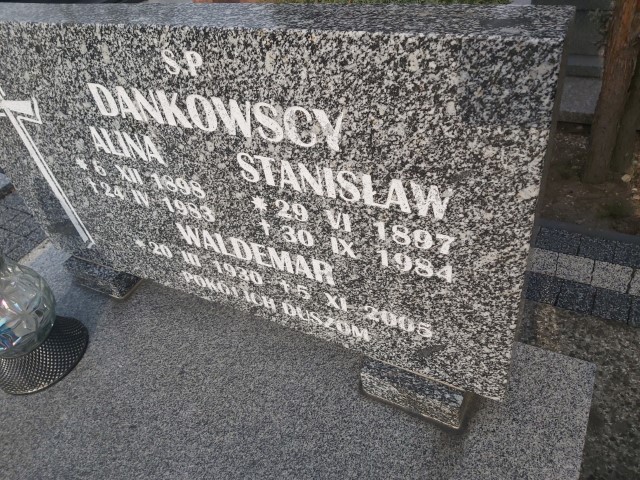 Ś.P
DANKOWSCY
ALINA
* 6 XII 1898
† 24 IV 1983
STANISŁAW
* 29 VI 1897
† 30 IX 1984
WALDEMAR
* 20 III 1930 † 5 XI 2005
POKÓJ ICH DUSZOM